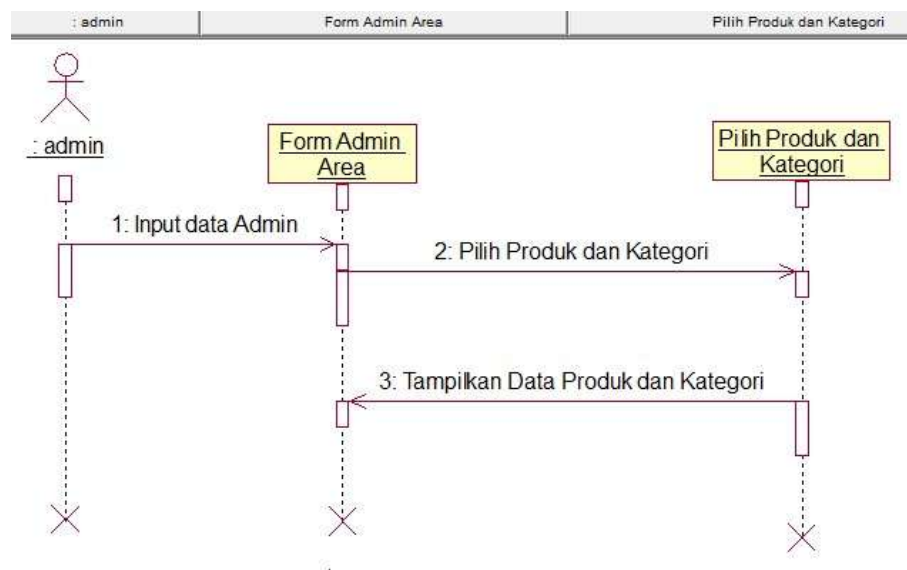 : admin
Form Admin Area
Pilih Produk dan Kategori
: admin
Form Admin
Area
Pilih Produk dan
Kategori
1: Input data Admin
2: Pilih Produk dan Kategori
3: Tampilkan Data Produk dan Kategori